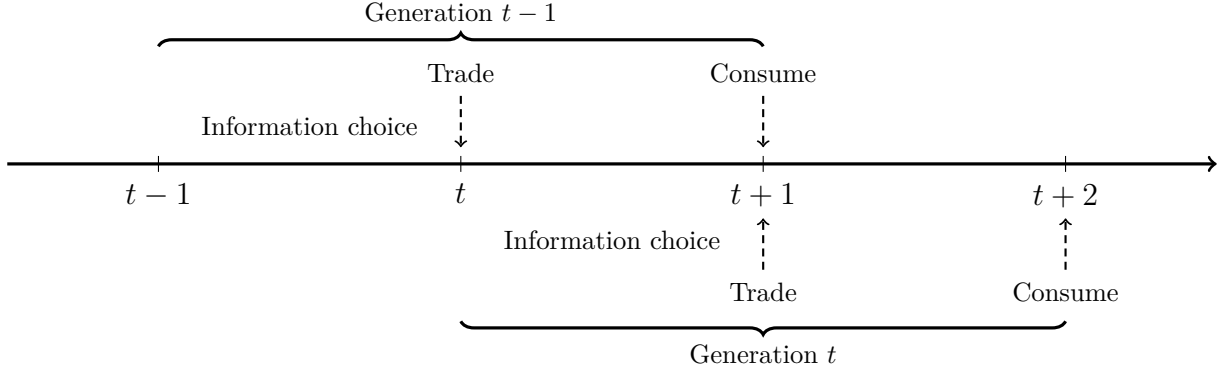 Generation t − 1
Trade
Consume
Information choice
t − 1
t
t + 1
t + 2
Information choice
Trade
Consume
Generation t